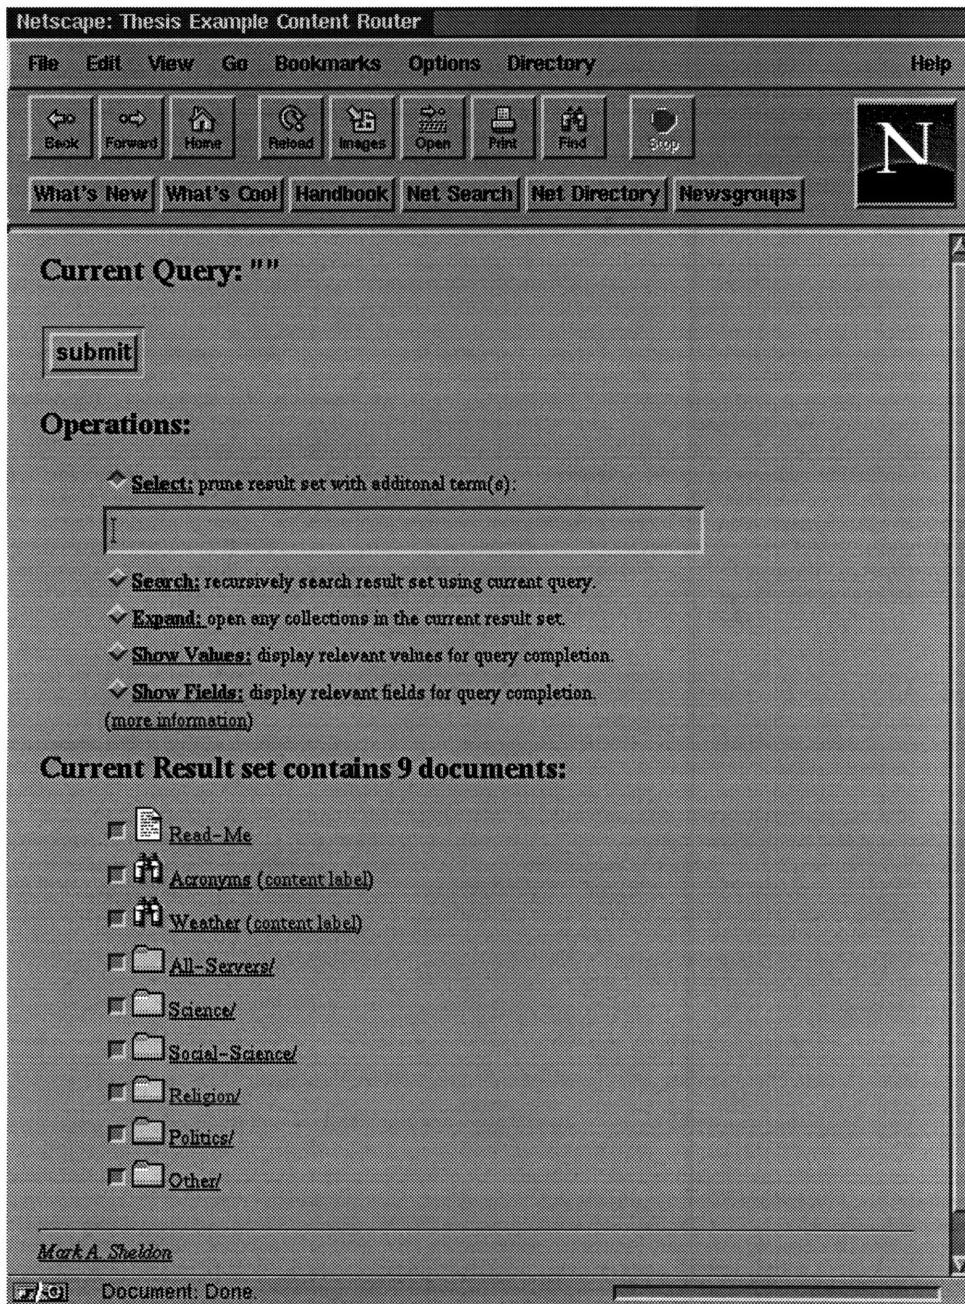 Netscape: Thesis Example Content Router
File Edit View Go Bookmarks Options Directory Help
Back Forward Home Reload Images Open Print Find Stop
N
What's New What's Cool Handbook Net Search Net Directory Newsgroups
Current Query: ""
submit
Operations:
Select: prune result set with additonal term(s):
Search: recursively search result set using current query.
Expand: open any collections in the current result set.
Show Values: display relevant values for query completion.
Show Fields: display relevant fields for query completion.
(more information)
Current Result set contains 9 documents:
Read-Me
Acronyms (content label)
Weather (content label)
All-Servers/
Science/
Social-Science/
Religion/
Politics/
Other/
Mark A. Sheldon
Document: Done.